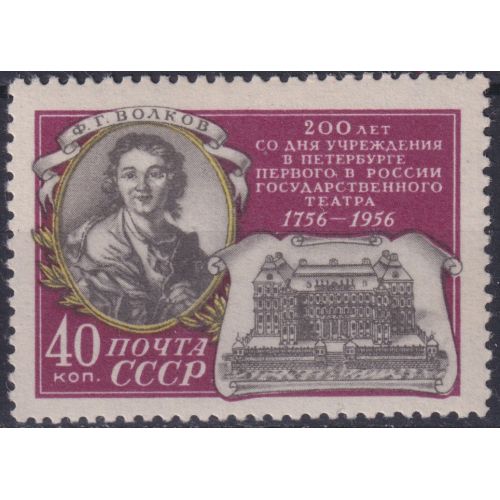 Ф. Г. ВОЛКОВ
200 ЛЕТ
СО ДНЯ УЧРЕЖДЕНИЯ
В ПЕТЕРБУРГЕ
ПЕРВОГО В РОССИИ
ГОСУДАРСТВЕННОГО
ТЕАТРА
1756–1956
40 ПОЧТА
КОП. СССР